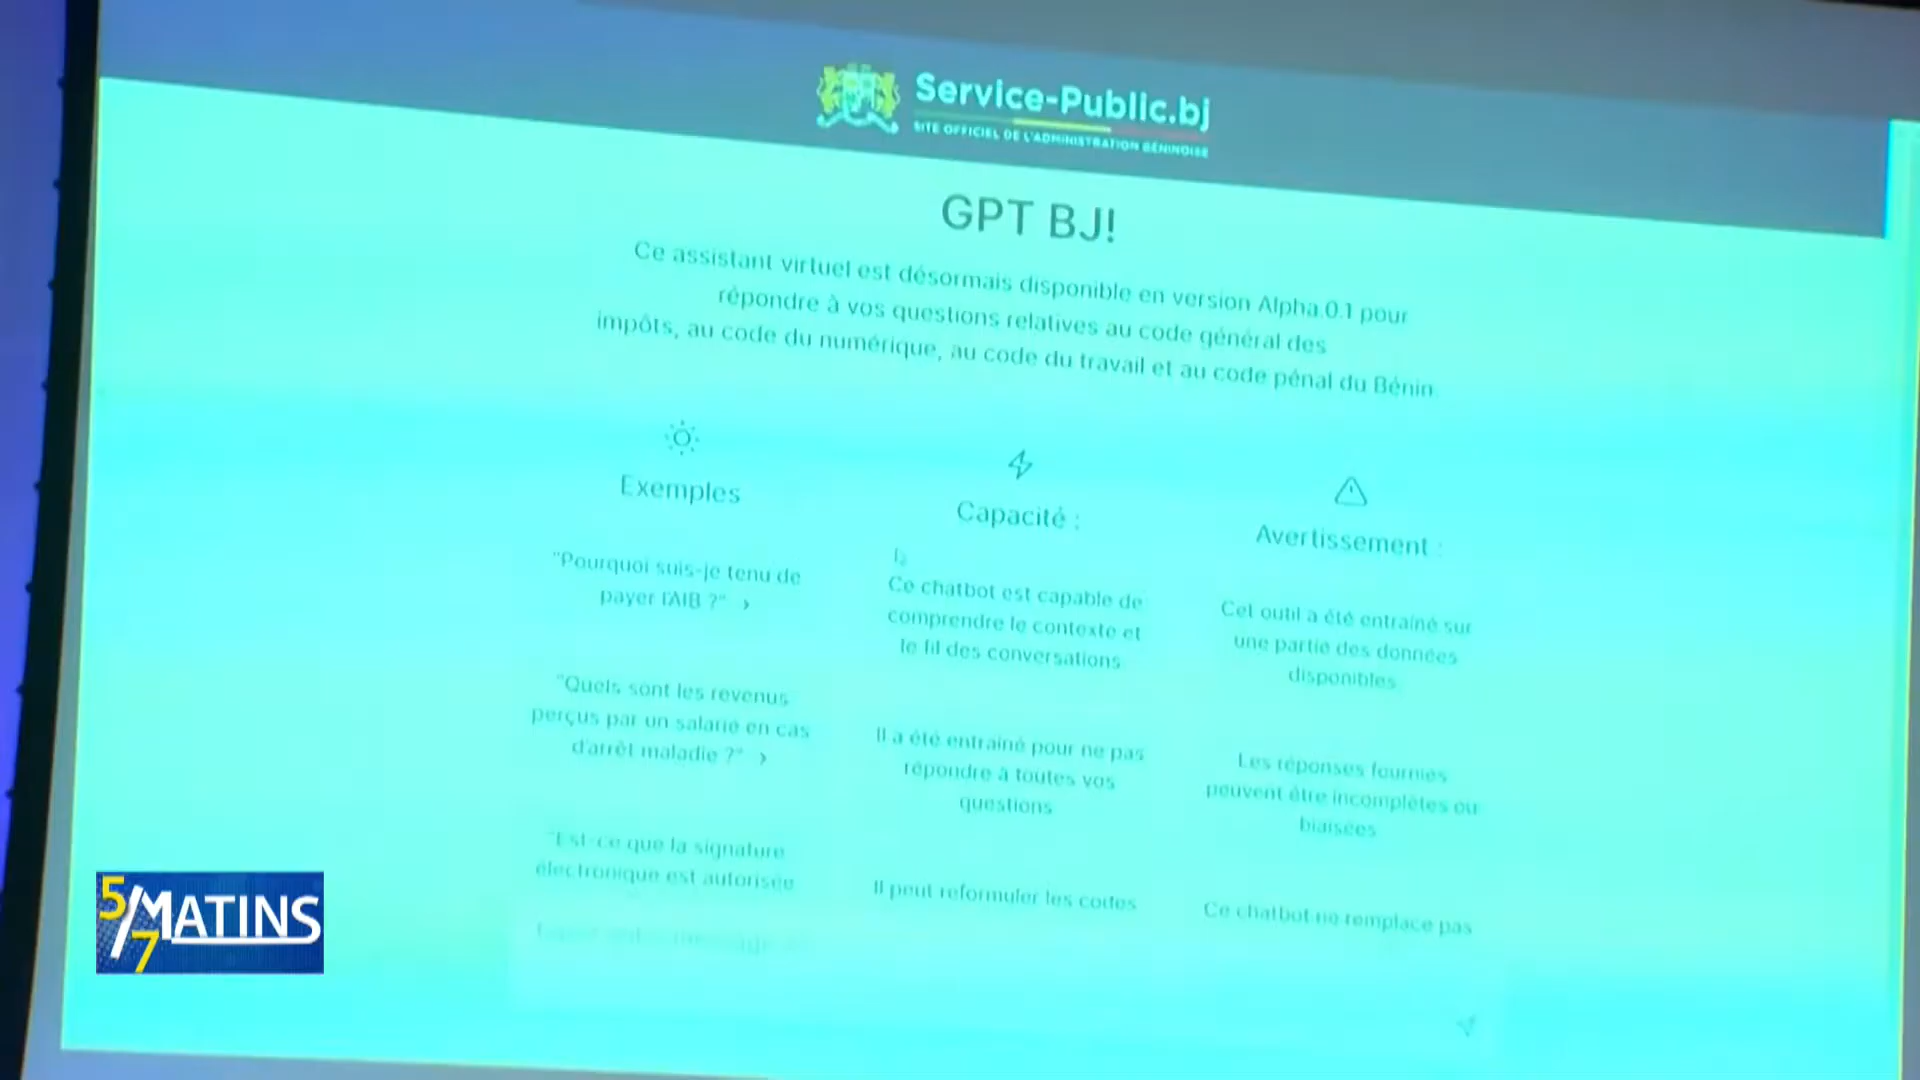 Service-Public.bj
SITE OFFICIEL DE L'ADMINISTRATION BÉNINOISE
GPT BJ!
Ce assistant virtuel est désormais disponible en version Alpha 0.1 pour
répondre à vos questions relatives au code général des
impôts, au code du numérique, au code du travail et au code pénal du Bénin
Exemples
"Pourquoi suis-je tenu de
payer l'AIB ?" ›
"Quels sont les revenus
perçus par un salarié en cas
d'arrêt maladie ?" ›
"Est-ce que la signature
électronique est autorisée
Capacité :
Ce chatbot est capable de
comprendre le contexte et
le fil des conversations
Il a été entrainé pour ne pas
répondre à toutes vos
questions
Il peut reformuler les codes
Avertissement :
Cet outil a été entrainé sur
une partie des données
disponibles
Les réponses fournies
peuvent être incomplètes ou
biaisées
Ce chatbot ne remplace pas
5/7 MATINS